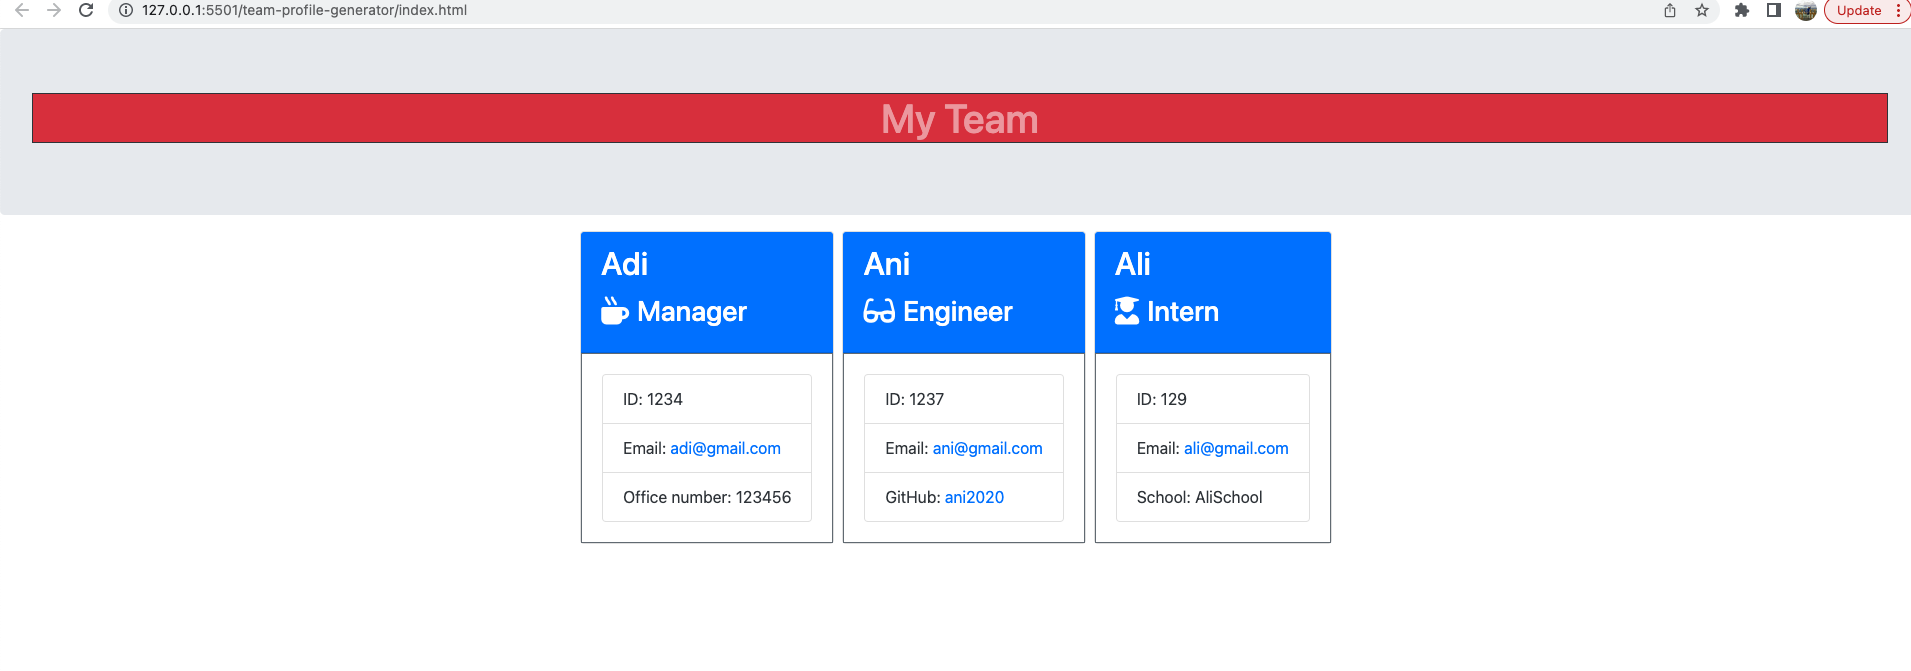 127.0.0.1:5501/team-profile-generator/index.html
Update
My Team
Adi
Manager
ID: 1234
Email: adi@gmail.com
Office number: 123456
Ani
Engineer
ID: 1237
Email: ani@gmail.com
GitHub: ani2020
Ali
Intern
ID: 129
Email: ali@gmail.com
School: AliSchool